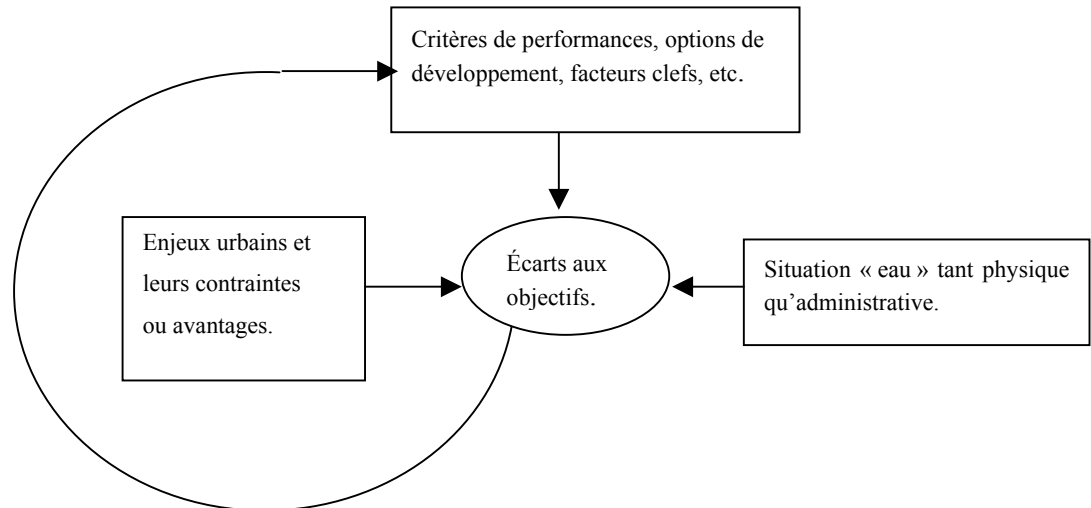 Critères de performances, options de
développement, facteurs clefs, etc.
Enjeux urbains et
leurs contraintes
ou avantages.
Écarts aux
objectifs.
Situation « eau » tant physique
qu’administrative.